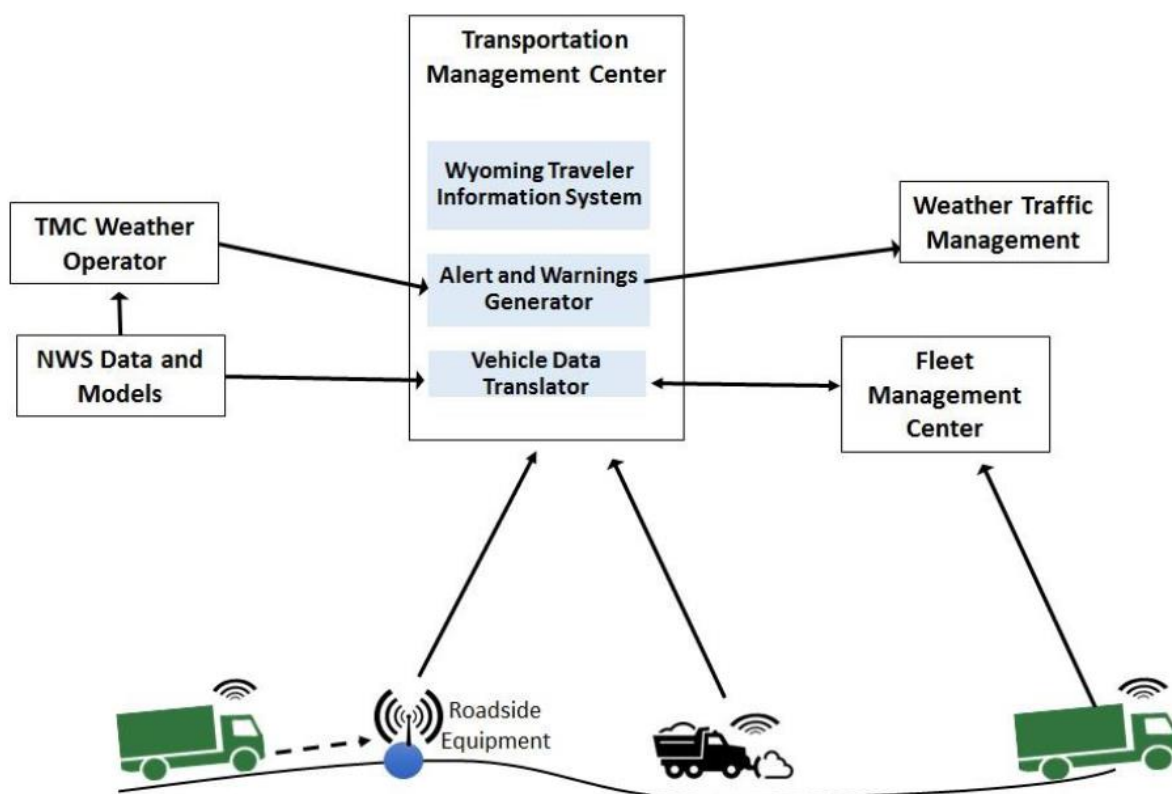 Transportation
Management Center
Wyoming Traveler
Information System
TMC Weather
Operator
Alert and Warnings
Generator
Weather Traffic
Management
NWS Data and
Models
Vehicle Data
Translator
Fleet
Management
Center
Roadside
Equipment